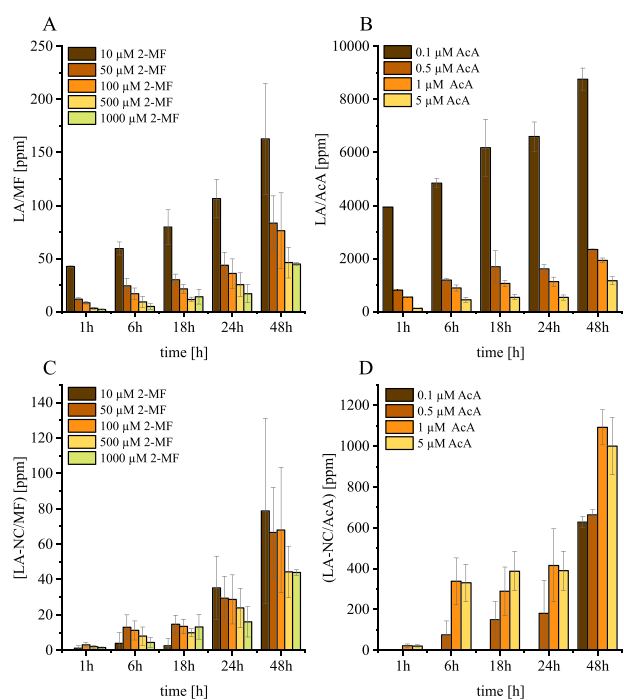 A
LA/MF [ppm]
250
200
150
100
50
0
10 µM 2-MF
50 µM 2-MF
100 µM 2-MF
500 µM 2-MF
1000 µM 2-MF
1h
6h
18h
24h
48h
time [h]
B
LA/AcA [ppm]
10000
8000
6000
4000
2000
0
0.1 µM AcA
0.5 µM AcA
1 µM AcA
5 µM AcA
1h
6h
18h
24h
48h
time [h]
C
[LA-NC/MF) [ppm]
140
120
100
80
60
40
20
0
10 µM 2-MF
50 µM 2-MF
100 µM 2-MF
500 µM 2-MF
1000 µM 2-MF
1h
6h
18h
24h
48h
time [h]
D
(LA-NC/AcA) [ppm]
1200
1000
800
600
400
200
0
0.1 µM AcA
0.5 µM AcA
1 µM AcA
5 µM AcA
1h
6h
18h
24h
48h
time [h]